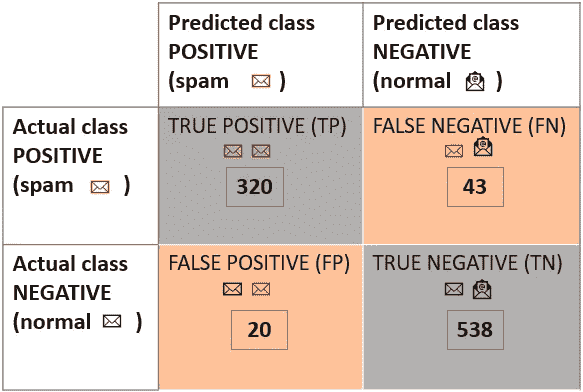 Predicted class
POSITIVE
(spam )
Predicted class
NEGATIVE
(normal )
Actual class
POSITIVE
(spam )
TRUE POSITIVE (TP)
320
FALSE NEGATIVE (FN)
43
Actual class
NEGATIVE
(normal )
FALSE POSITIVE (FP)
20
TRUE NEGATIVE (TN)
538